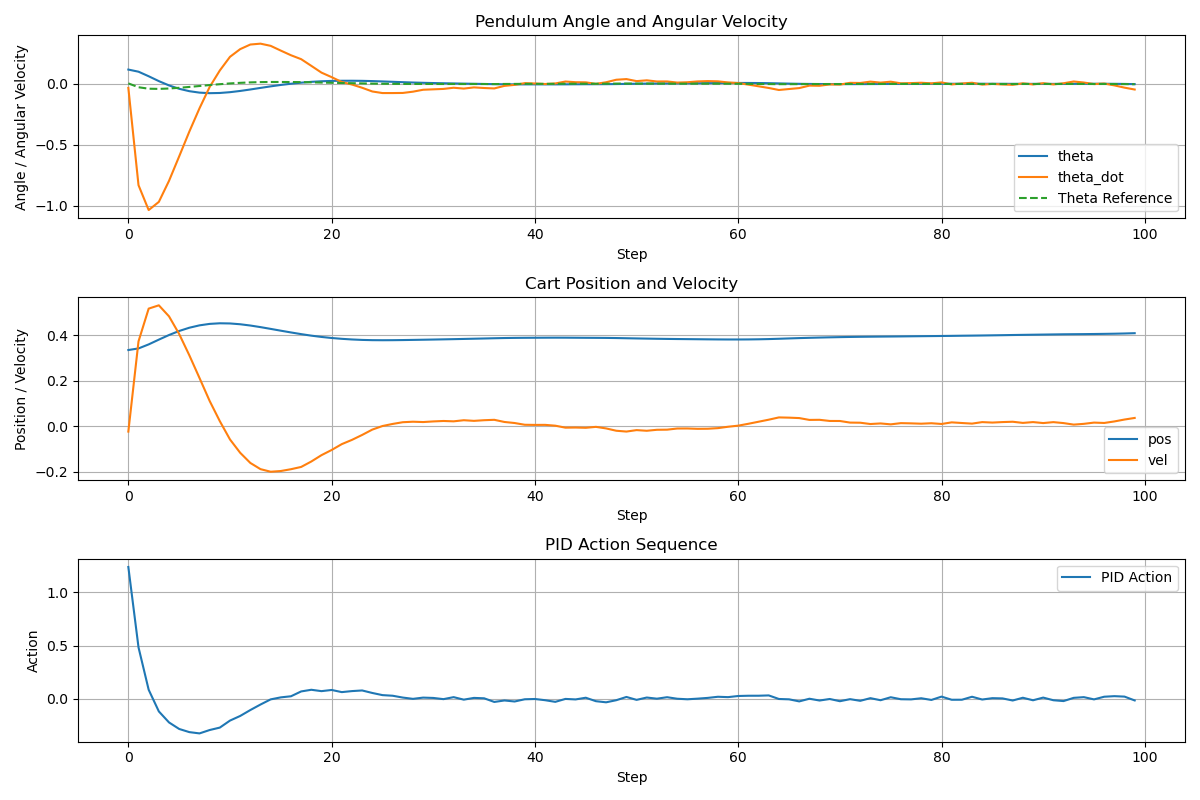 Pendulum Angle and Angular Velocity
Angle / Angular Velocity
0.0
−0.5
−1.0
theta
theta_dot
Theta Reference
0 20 40 60 80 100
Step
Cart Position and Velocity
Position / Velocity
0.4
0.2
0.0
−0.2
pos
vel
0 20 40 60 80 100
Step
PID Action Sequence
Action
1.0
0.5
0.0
PID Action
0 20 40 60 80 100
Step